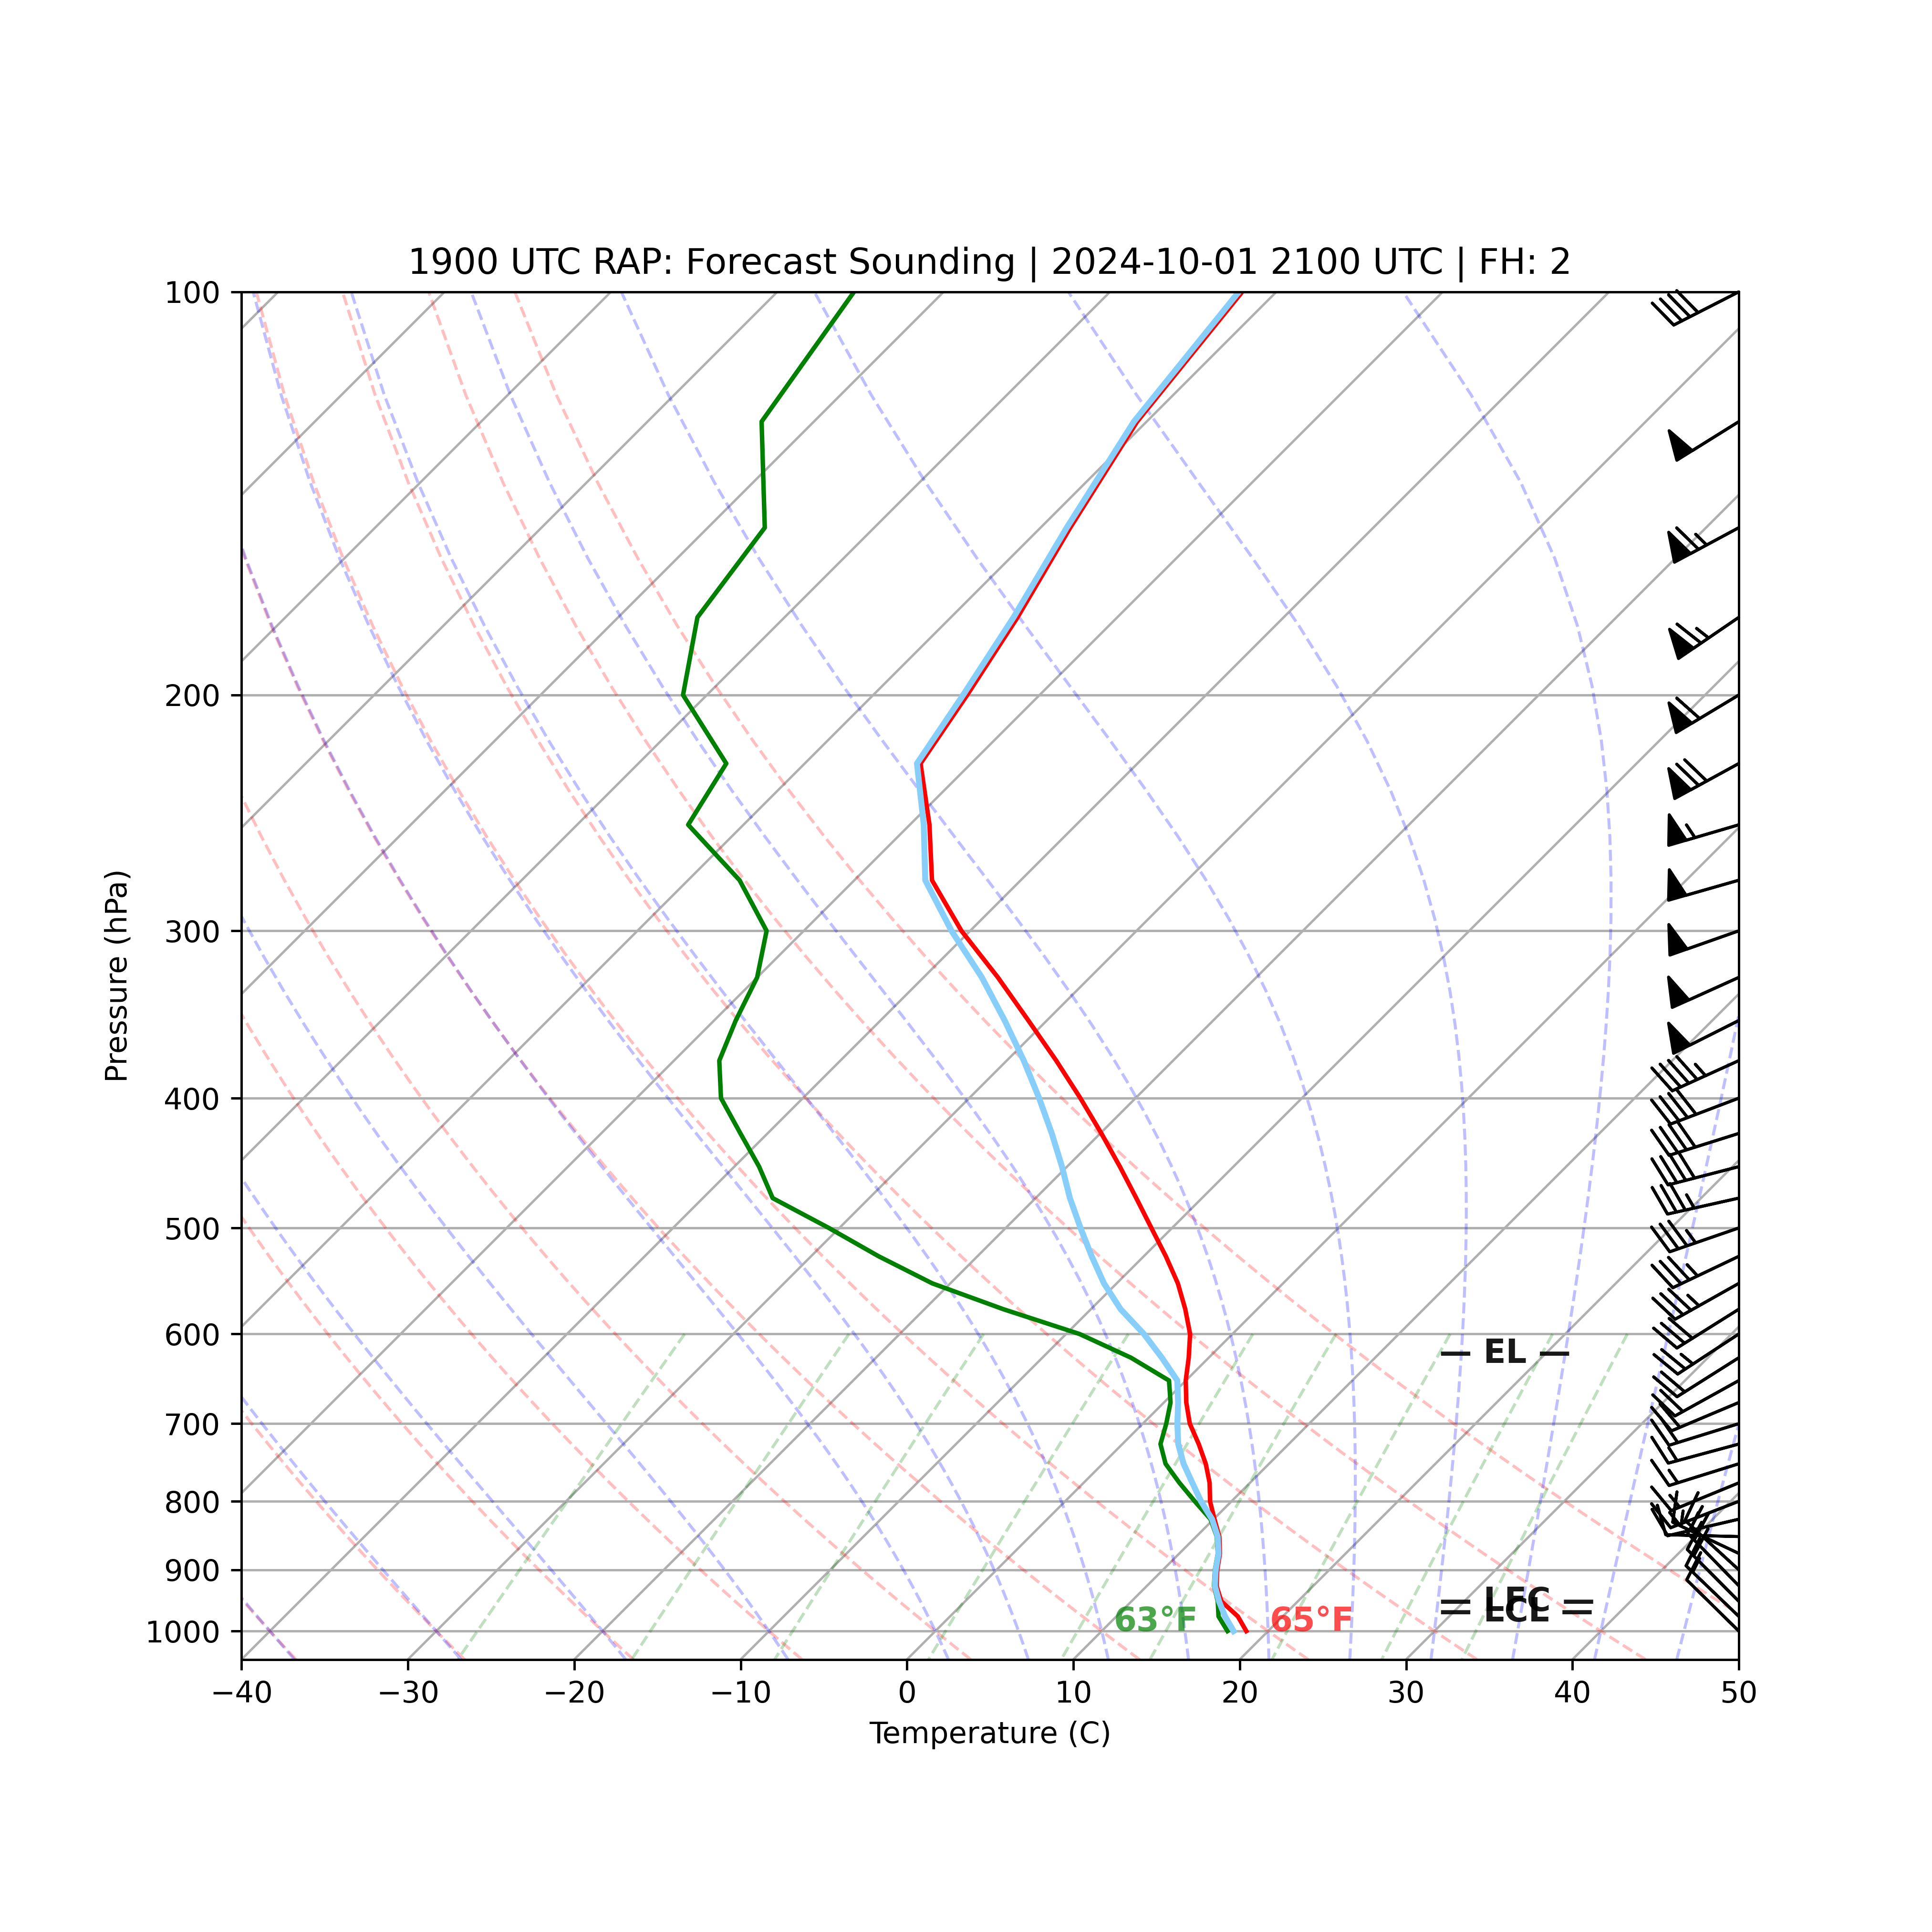 1900 UTC RAP: Forecast Sounding | 2024-10-01 2100 UTC | FH: 2
100
200
300
400
500
600
700
800
900
1000
Pressure (hPa)
— EL —
— LFC —
— LCL —
63°F
65°F
−40 −30 −20 −10 0 10 20 30 40 50
Temperature (C)